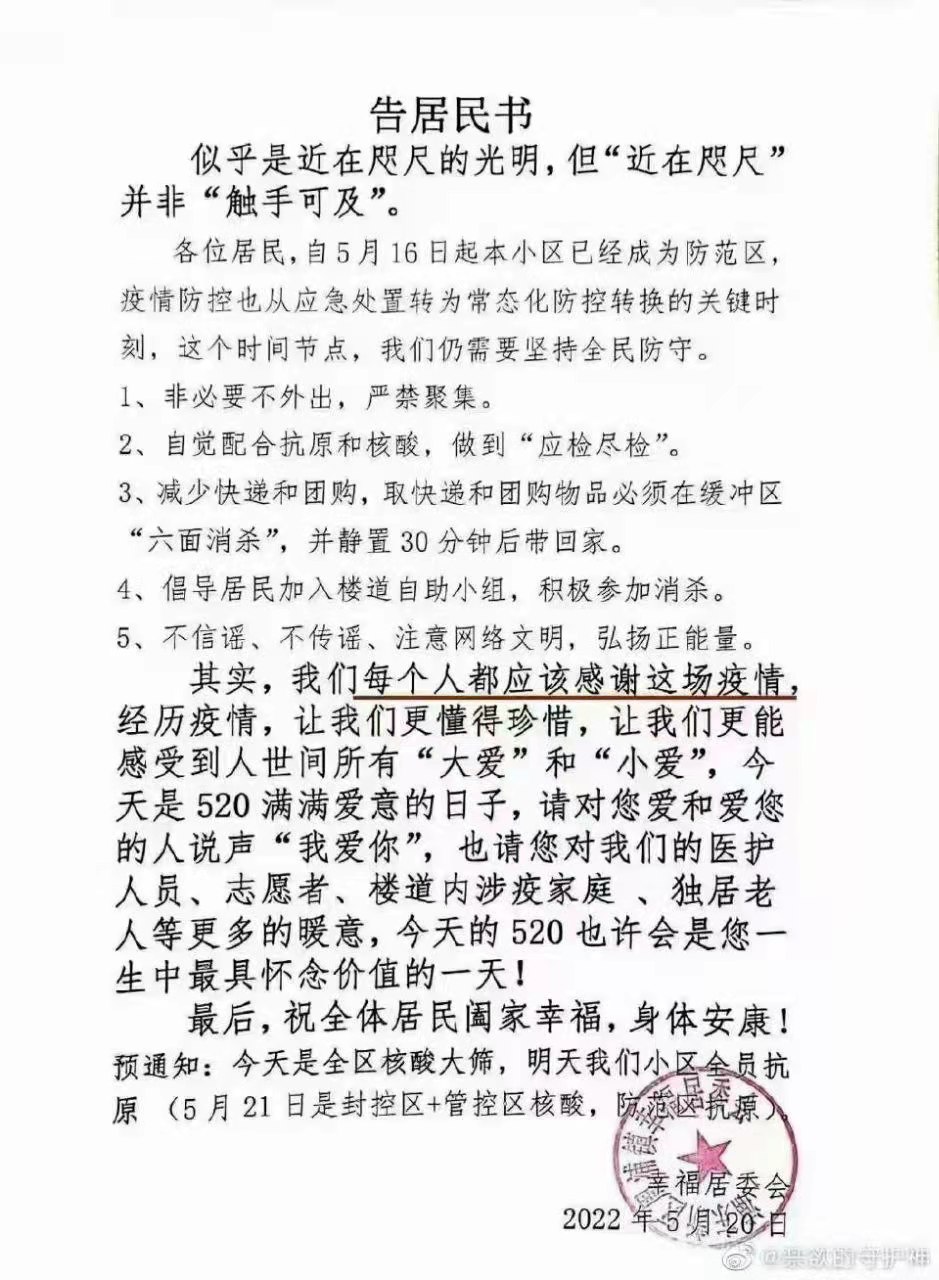 告居民书
似乎是近在咫尺的光明，但“近在咫尺”
并非“触手可及”。
各位居民，自5月16日起本小区已经成为防范区，
疫情防控也从应急处置转为常态化防控转换的关键时
刻，这个时间节点，我们仍需要坚持全民防守。
1、非必要不外出，严禁聚集。
2、自觉配合抗原和核酸，做到“应检尽检”。
3、减少快递和团购，取快递和团购物品必须在缓冲区
“六面消杀”，并静置30分钟后带回家。
4、倡导居民加入楼道自助小组，积极参加消杀。
5、不信谣、不传谣、注意网络文明，弘扬正能量。
其实，我们每个人都应该感谢这场疫情，
经历疫情，让我们更懂得珍惜，让我们更能
感受到人世间所有“大爱”和“小爱”，今
天是520满满爱意的日子，请对您爱和爱您
的人说声“我爱你”，也请您对我们的医护
人员、志愿者、楼道内涉疫家庭 、独居老
人等更多的暖意，今天的520也许会是您一
生中最具怀念价值的一天！
最后，祝全体居民阖家幸福，身体安康！
预通知：今天是全区核酸大筛，明天我们小区全员抗
原（5月21日是封控区+管控区核酸，防范区抗原）。
幸福居委会
2022年5月20日
@禁欲的守护神